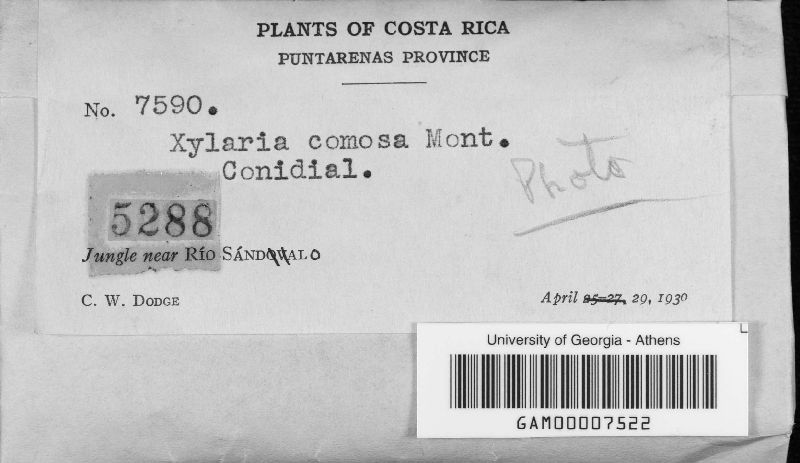 PLANTS OF COSTA RICA
PUNTARENAS PROVINCE
No. 7590.
Xylaria comosa Mont.
Conidial.
Photo
5288
Jungle near Río SÁNDALO
C. W. DODGE
April 25-27, 29, 1930
University of Georgia - Athens
GAM00007522